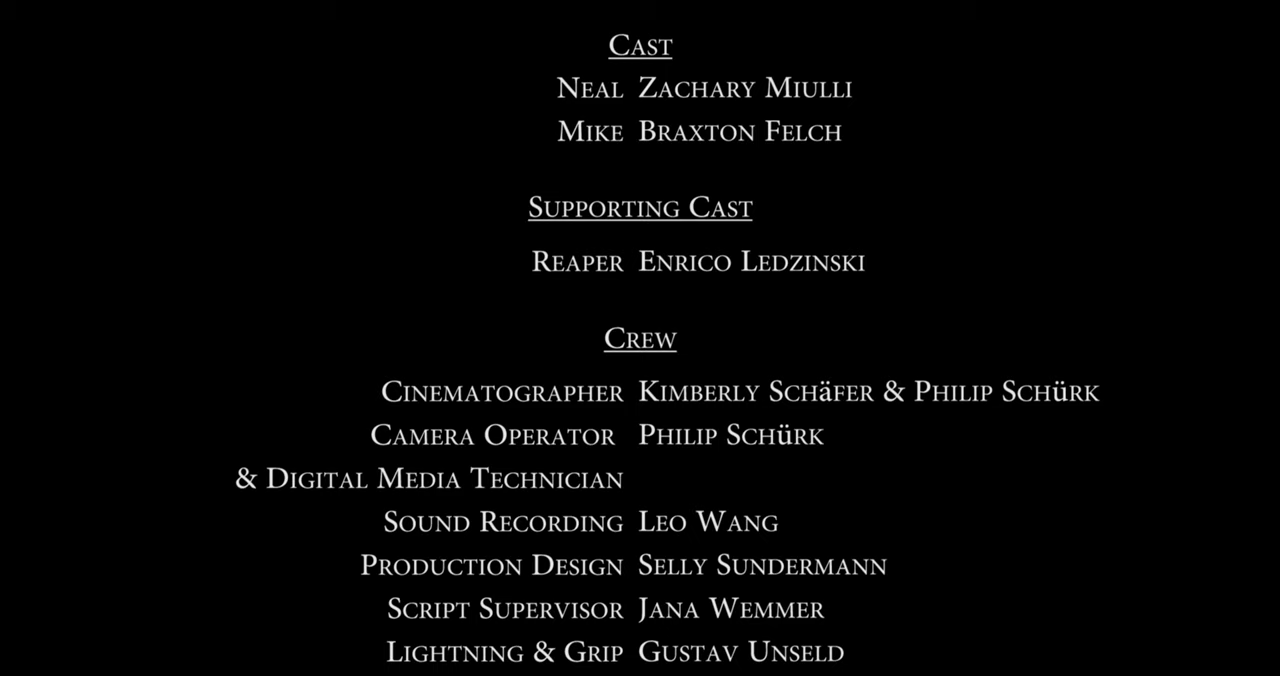 Cast
Neal Zachary Miulli
Mike Braxton Felch
Supporting Cast
Reaper Enrico Ledzinski
Crew
Cinematographer Kimberly Schäfer & Philip Schürk
Camera Operator Philip Schürk
& Digital Media Technician
Sound Recording Leo Wang
Production Design Selly Sundermann
Script Supervisor Jana Wemmer
Lightning & Grip Gustav Unseld